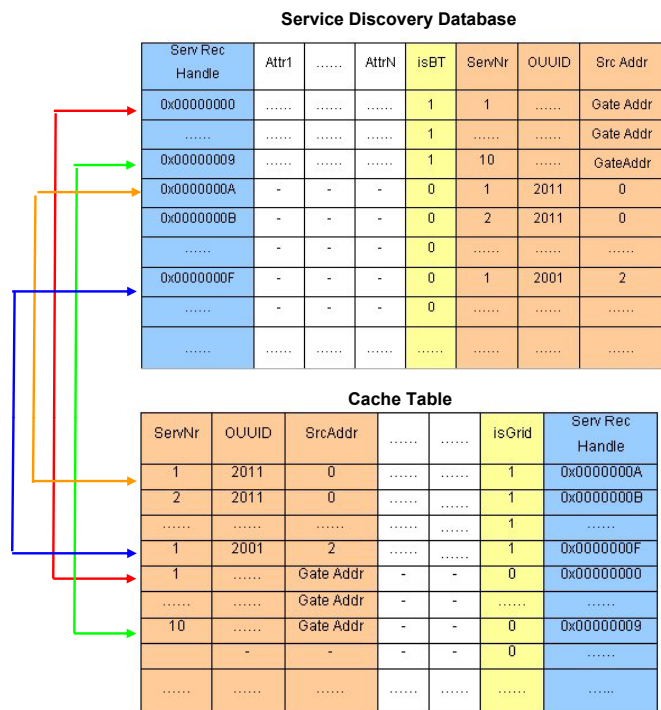 Service Discovery Database
Serv Rec Handle Attr1 ...... AttrN isBT ServNr OUUID Src Addr
0x00000000 ...... ...... ...... 1 1 ...... Gate Addr
...... ...... ...... ...... 1 ...... ...... Gate Addr
0x00000009 ...... ...... ...... 1 10 ...... GateAddr
0x0000000A - - - 0 1 2011 0
0x0000000B - - - 0 2 2011 0
...... - - - 0 ...... ...... ......
0x0000000F - - - 0 1 2001 2
...... - - - 0 ...... ...... ......
...... ...... ...... ...... ...... ...... ...... ......
Cache Table
ServNr OUUID SrcAddr ...... ...... isGrid Serv Rec Handle
1 2011 0 ...... ...... 1 0x0000000A
2 2011 0 ...... ...... 1 0x0000000B
...... ...... ...... ...... ...... 1 ......
1 2001 2 ...... ...... 1 0x0000000F
1 ...... Gate Addr - - 0 0x00000000
...... ...... Gate Addr - - ...... ......
10 ...... Gate Addr - - 0 0x00000009
- - - - 0 ......
...... ...... ...... ...... ...... ...... ......